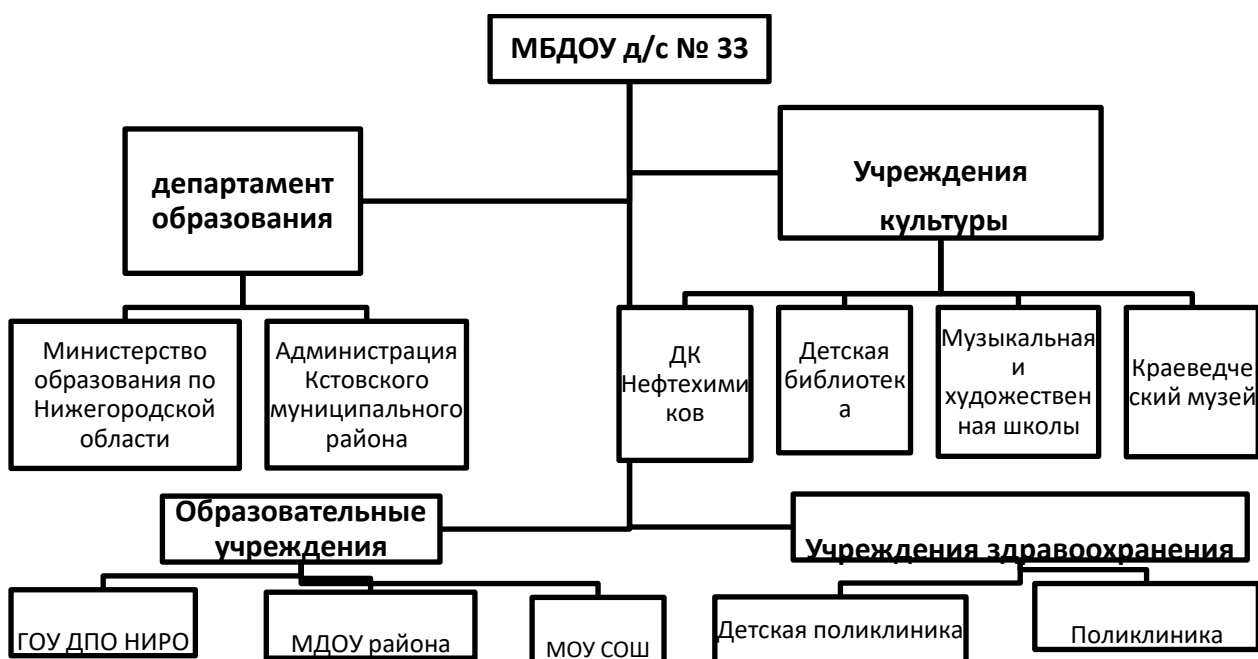 МБДОУ д/с № 33
департамент
образования
Учреждения
культуры
Министерство
образования по
Нижегородской
области
Администрация
Кстовского
муниципального
района
ДК
Нефтехими
ков
Детская
библиотек
а
Музыкальная
и
художествен
ная школы
Краеведче
ский музей
Образовательные
учреждения
Учреждения здравоохранения
ГОУ ДПО НИРО
МДОУ района
МОУ СОШ
Детская поликлиника
Поликлиника